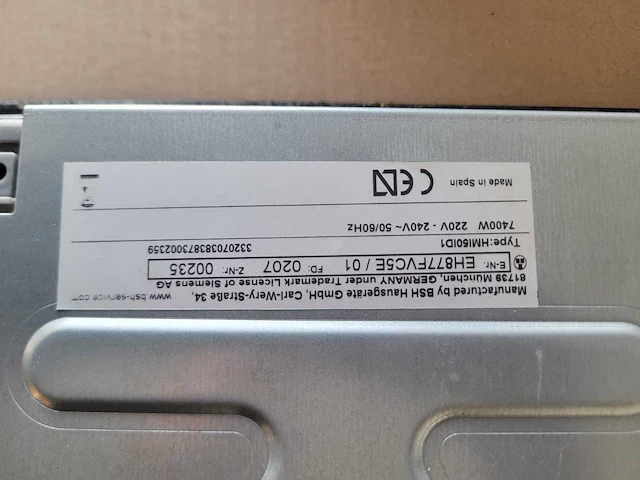 Manufactured by BSH Hausgeräte GmbH, Carl-Wery-Straße 34,
81739 München, GERMANY under Trademark License of Siemens AG
www.bsh-service.com
E-Nr.: EH877FVC5E / 01 FD: 0207 Z-Nr: 00235
Type: HMI60ID1 332070383873002359
7400W 220V - 240V~ 50/60Hz
Made in Spain CE N